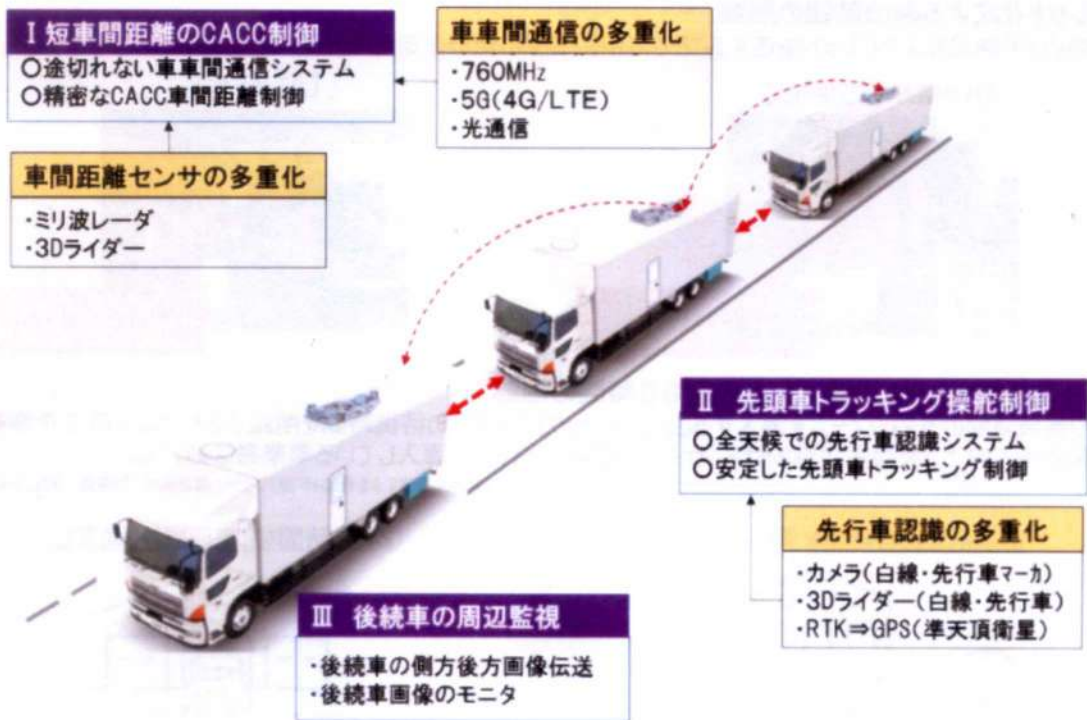 Ⅰ 短車間距離のCACC制御
○途切れない車車間通信システム
○精密なCACC車間距離制御
車車間通信の多重化
・760MHz
・5G(4G/LTE)
・光通信
車間距離センサの多重化
・ミリ波レーダ
・3Dライダー
Ⅱ 先頭車トラッキング操舵制御
○全天候での先行車認識システム
○安定した先頭車トラッキング制御
先行車認識の多重化
・カメラ(白線・先行車マーカ)
・3Dライダー(白線・先行車)
・RTK⇒GPS(準天頂衛星)
Ⅲ 後続車の周辺監視
・後続車の側方後方画像伝送
・後続車画像のモニタ